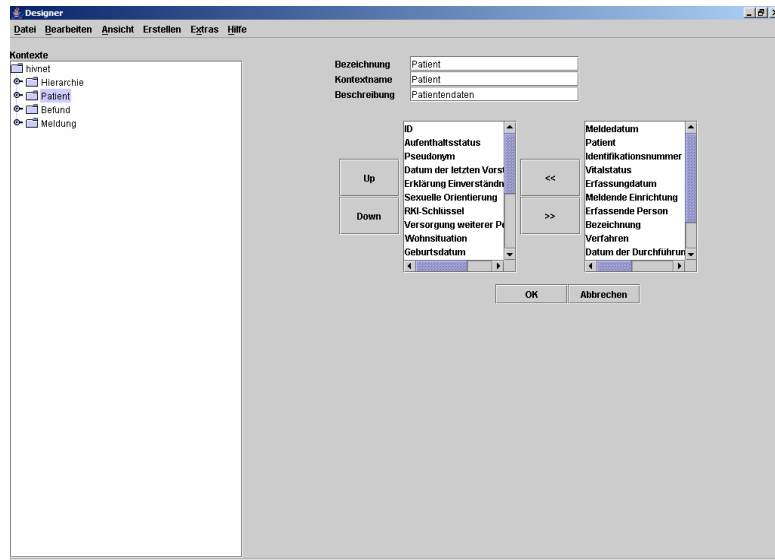 Designer
Datei Bearbeiten Ansicht Erstellen Extras Hilfe
Kontexte
hivnet
Hierarchie
Patient
Befund
Meldung
Bezeichnung Patient
Kontextname Patient
Beschreibung Patientendaten
Up
Down
ID
Aufenthaltsstatus
Pseudonym
Datum der letzten Vorst
Erklärung Einverständn
Sexuelle Orientierung
RKI-Schlüssel
Versorgung weiterer Pe
Wohnsituation
Geburtsdatum
<<
>>
Meldedatum
Patient
Identifikationsnummer
Vitalstatus
Erfassungdatum
Meldende Einrichtung
Erfassende Person
Bezeichnung
Verfahren
Datum der Durchführun
OK Abbrechen